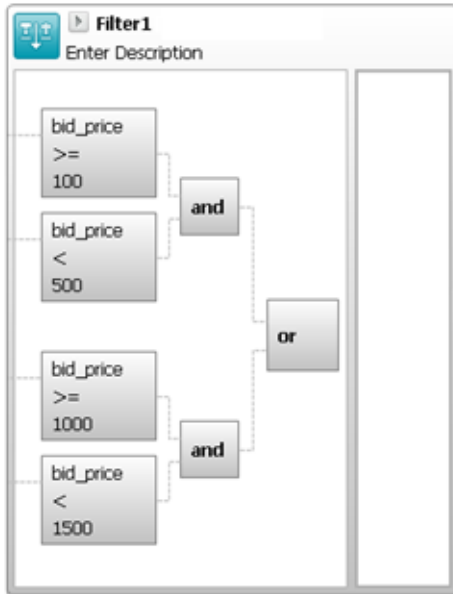 Filter1
Enter Description
bid_price
>=
100
and
bid_price
<
500
or
bid_price
>=
1000
and
bid_price
<
1500